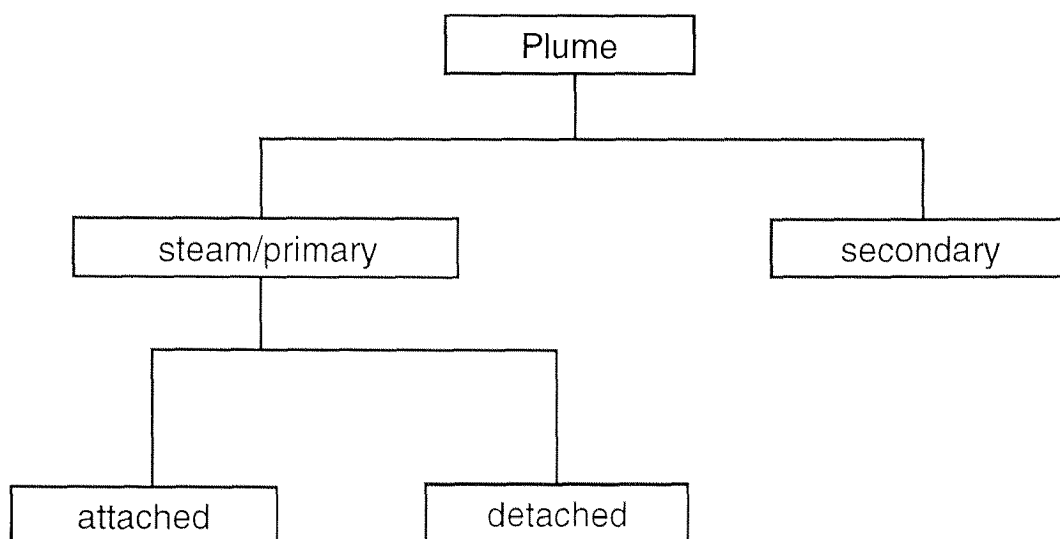 Plume
steam/primary
secondary
attached
detached